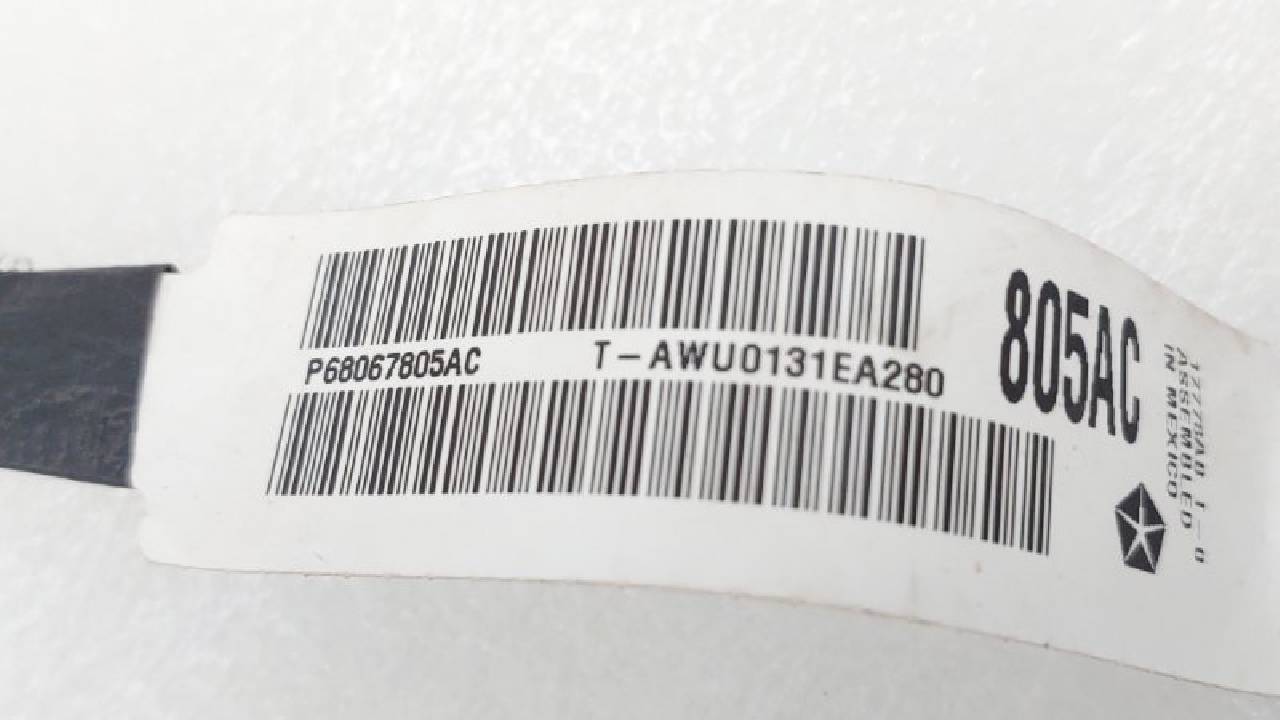 P68067805AC T-AWU0131EA280
805AC
ASSEMBLED
IN MEXICO